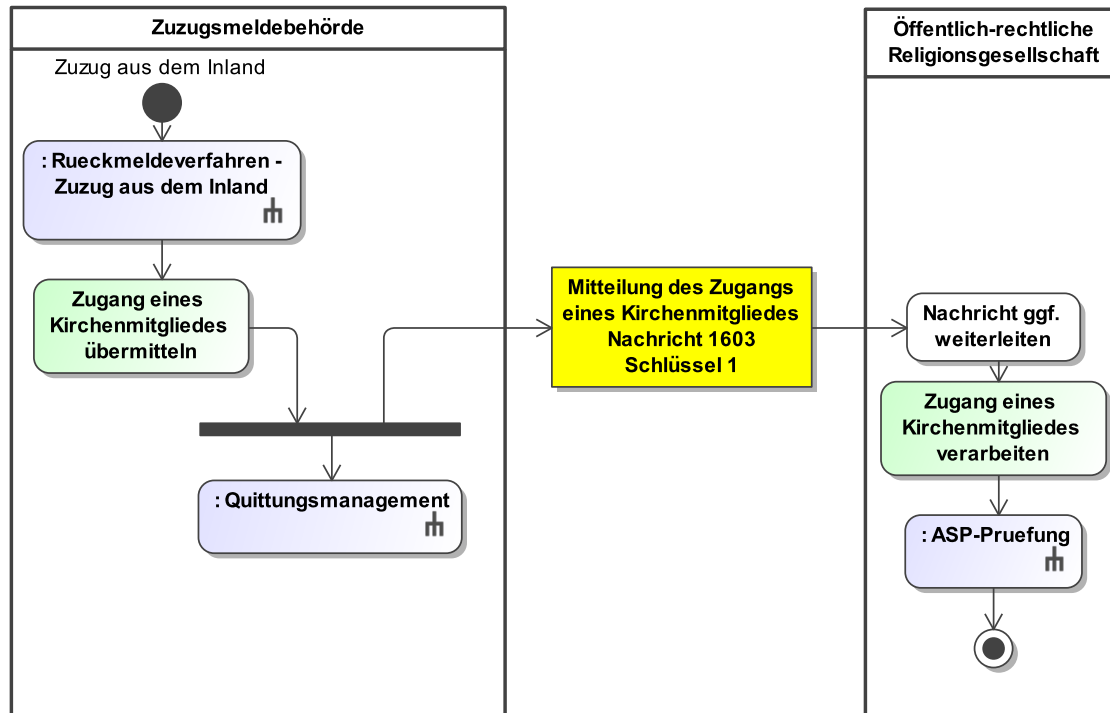 Zuzugsmeldebehörde
Zuzug aus dem Inland
: Rueckmeldeverfahren -
Zuzug aus dem Inland
Zugang eines
Kirchenmitgliedes
übermitteln
: Quittungsmanagement
Mitteilung des Zugangs
eines Kirchenmitgliedes
Nachricht 1603
Schlüssel 1
Öffentlich-rechtliche
Religionsgesellschaft
Nachricht ggf.
weiterleiten
Zugang eines
Kirchenmitgliedes
verarbeiten
: ASP-Pruefung